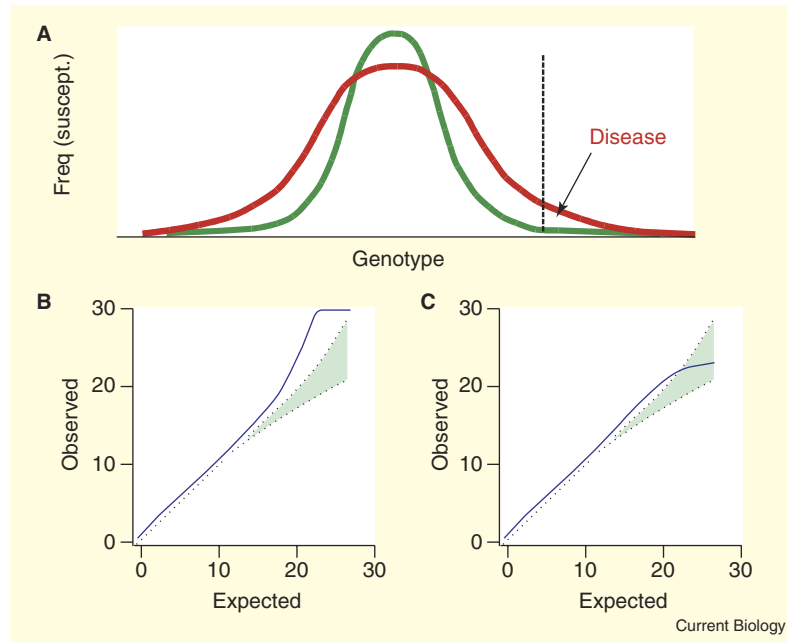 A
Freq (suscept.)
Disease
Genotype
B
30
20
10
0
Observed
0 10 20 30
Expected
C
30
20
10
0
Observed
0 10 20 30
Expected
Current Biology